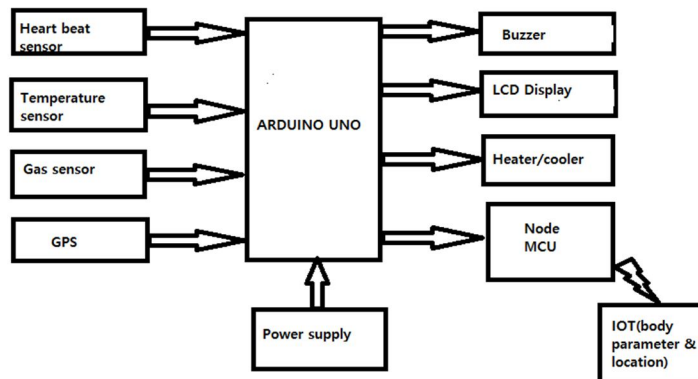 Heart beat
sensor
Temperature
sensor
Gas sensor
GPS
ARDUINO UNO
Power supply
Buzzer
LCD Display
Heater/cooler
Node
MCU
IOT(body
parameter &
location)